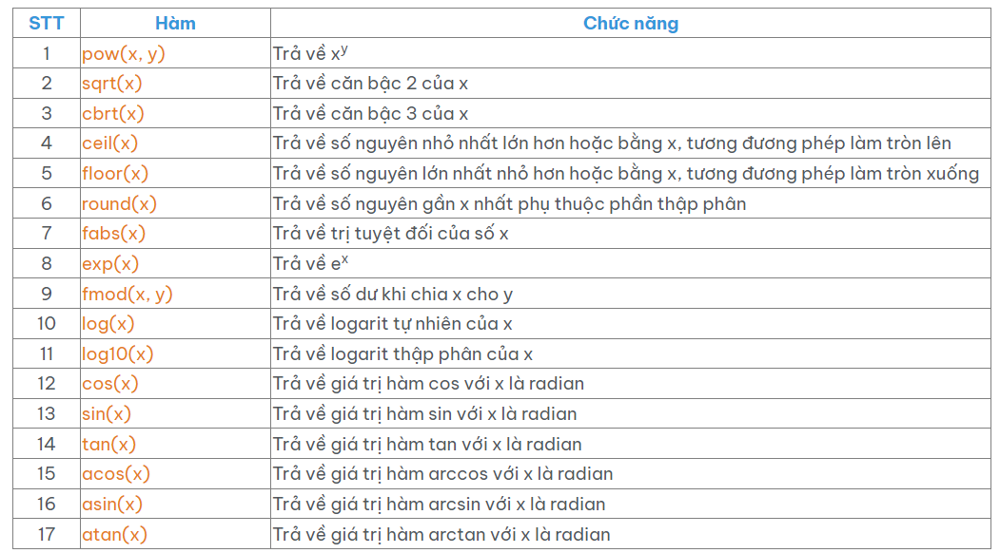 STT Hàm Chức năng
1 pow(x, y) Trả về xʸ
2 sqrt(x) Trả về căn bậc 2 của x
3 cbrt(x) Trả về căn bậc 3 của x
4 ceil(x) Trả về số nguyên nhỏ nhất lớn hơn hoặc bằng x, tương đương phép làm tròn lên
5 floor(x) Trả về số nguyên lớn nhất nhỏ hơn hoặc bằng x, tương đương phép làm tròn xuống
6 round(x) Trả về số nguyên gần x nhất phụ thuộc phần thập phân
7 fabs(x) Trả về trị tuyệt đối của số x
8 exp(x) Trả về eˣ
9 fmod(x, y) Trả về số dư khi chia x cho y
10 log(x) Trả về logarit tự nhiên của x
11 log10(x) Trả về logarit thập phân của x
12 cos(x) Trả về giá trị hàm cos với x là radian
13 sin(x) Trả về giá trị hàm sin với x là radian
14 tan(x) Trả về giá trị hàm tan với x là radian
15 acos(x) Trả về giá trị hàm arccos với x là radian
16 asin(x) Trả về giá trị hàm arcsin với x là radian
17 atan(x) Trả về giá trị hàm arctan với x là radian